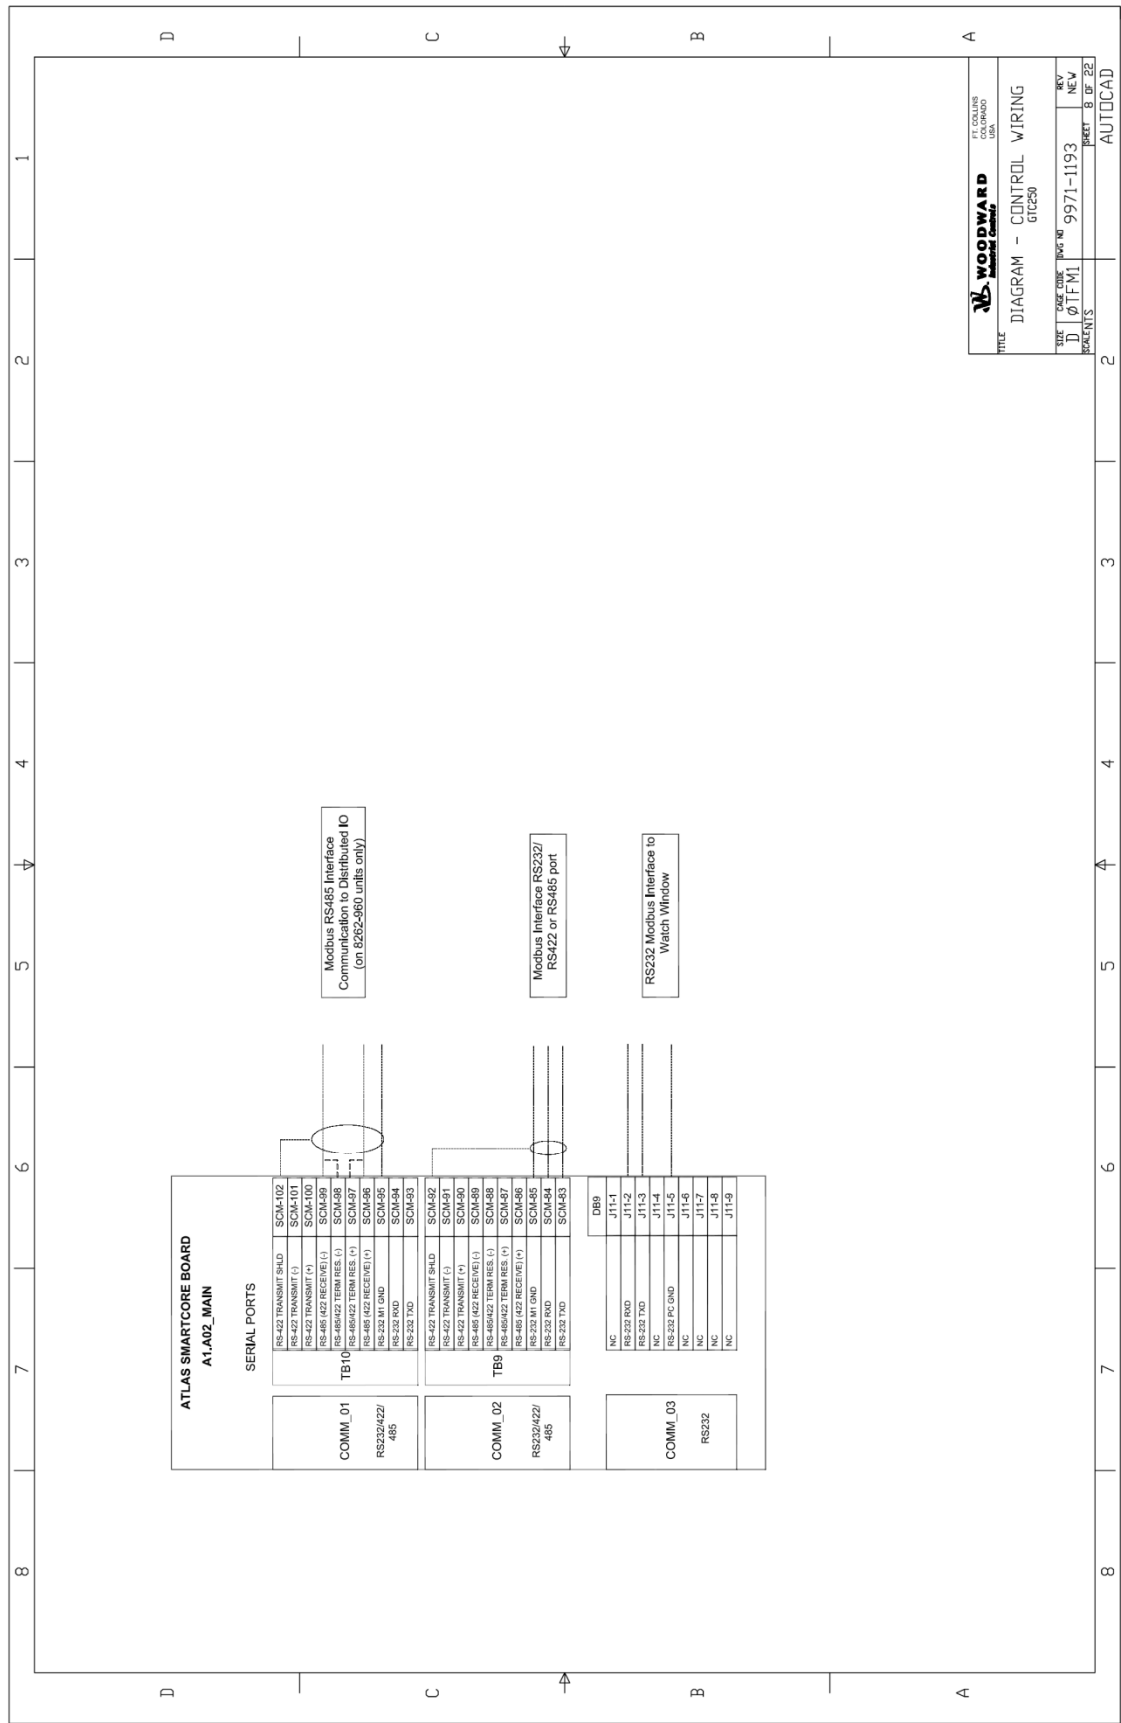 8 7 6 5 4 3 2 1
D
C
B
A
ATLAS SMARTCORE BOARD
A1,A02_MAIN
SERIAL PORTS
COMM_01
RS232/422/
485
TB10
RS-422 TRANSMIT SHLD SCM-102
RS-422 TRANSMIT (-) SCM-101
RS-422 TRANSMIT (+) SCM-100
RS-485 (422 RECEIVE) (-) SCM-99
RS-485/422 TERM RES. (-) SCM-98
RS-485/422 TERM RES. (+) SCM-97
RS-485 (422 RECEIVE) (+) SCM-96
RS-232 M1 GND SCM-95
RS-232 RXD SCM-94
RS-232 TXD SCM-93
Modbus RS485 Interface
Communication to Distributed IO
(on 8262-960 units only)
COMM_02
RS232/422/
485
TB9
RS-422 TRANSMIT SHLD SCM-92
RS-422 TRANSMIT (-) SCM-91
RS-422 TRANSMIT (+) SCM-90
RS-485 (422 RECEIVE) (-) SCM-89
RS-485/422 TERM RES. (-) SCM-88
RS-485/422 TERM RES. (+) SCM-87
RS-485 (422 RECEIVE) (+) SCM-86
RS-232 M1 GND SCM-85
RS-232 RXD SCM-84
RS-232 TXD SCM-83
Modbus Interface RS232/
RS422 or RS485 port
COMM_03
RS232
DB9
NC J11-1
RS-232 RXD J11-2
RS-232 TXD J11-3
NC J11-4
RS-232 PC GND J11-5
NC J11-6
NC J11-7
NC J11-8
NC J11-9
RS232 Modbus Interface to
Watch Window
WOODWARD
Industrial Controls
FT. COLLINS
COLORADO
USA
TITLE
DIAGRAM - CONTROL WIRING
GTC250
SIZE D
CAGE CODE ØTFM1
DWG NO 9971-1193
REV NEW
SCALE NTS
SHEET 8 OF 22
D
C
B
A
8 7 6 5 4 3 2
AUTOCAD